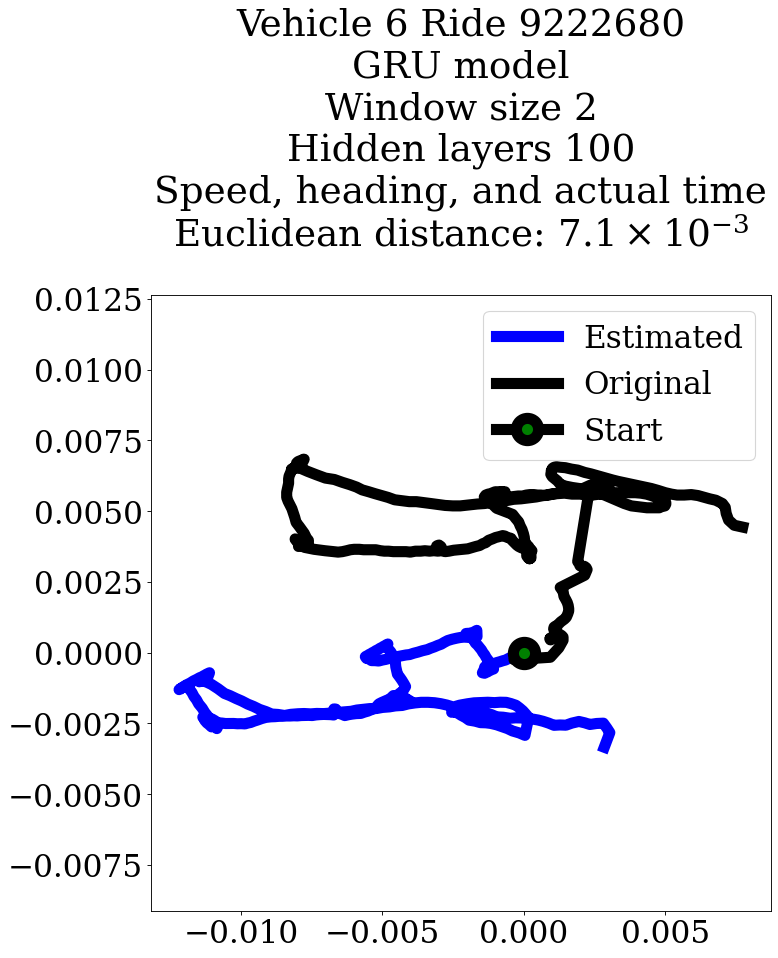 Vehicle 6 Ride 9222680
GRU model
Window size 2
Hidden layers 100
Speed, heading, and actual time
Euclidean distance: 7.1 × 10⁻³
Estimated
Original
Start
0.0125
0.0100
0.0075
0.0050
0.0025
0.0000
−0.0025
−0.0050
−0.0075
−0.010 −0.005 0.000 0.005